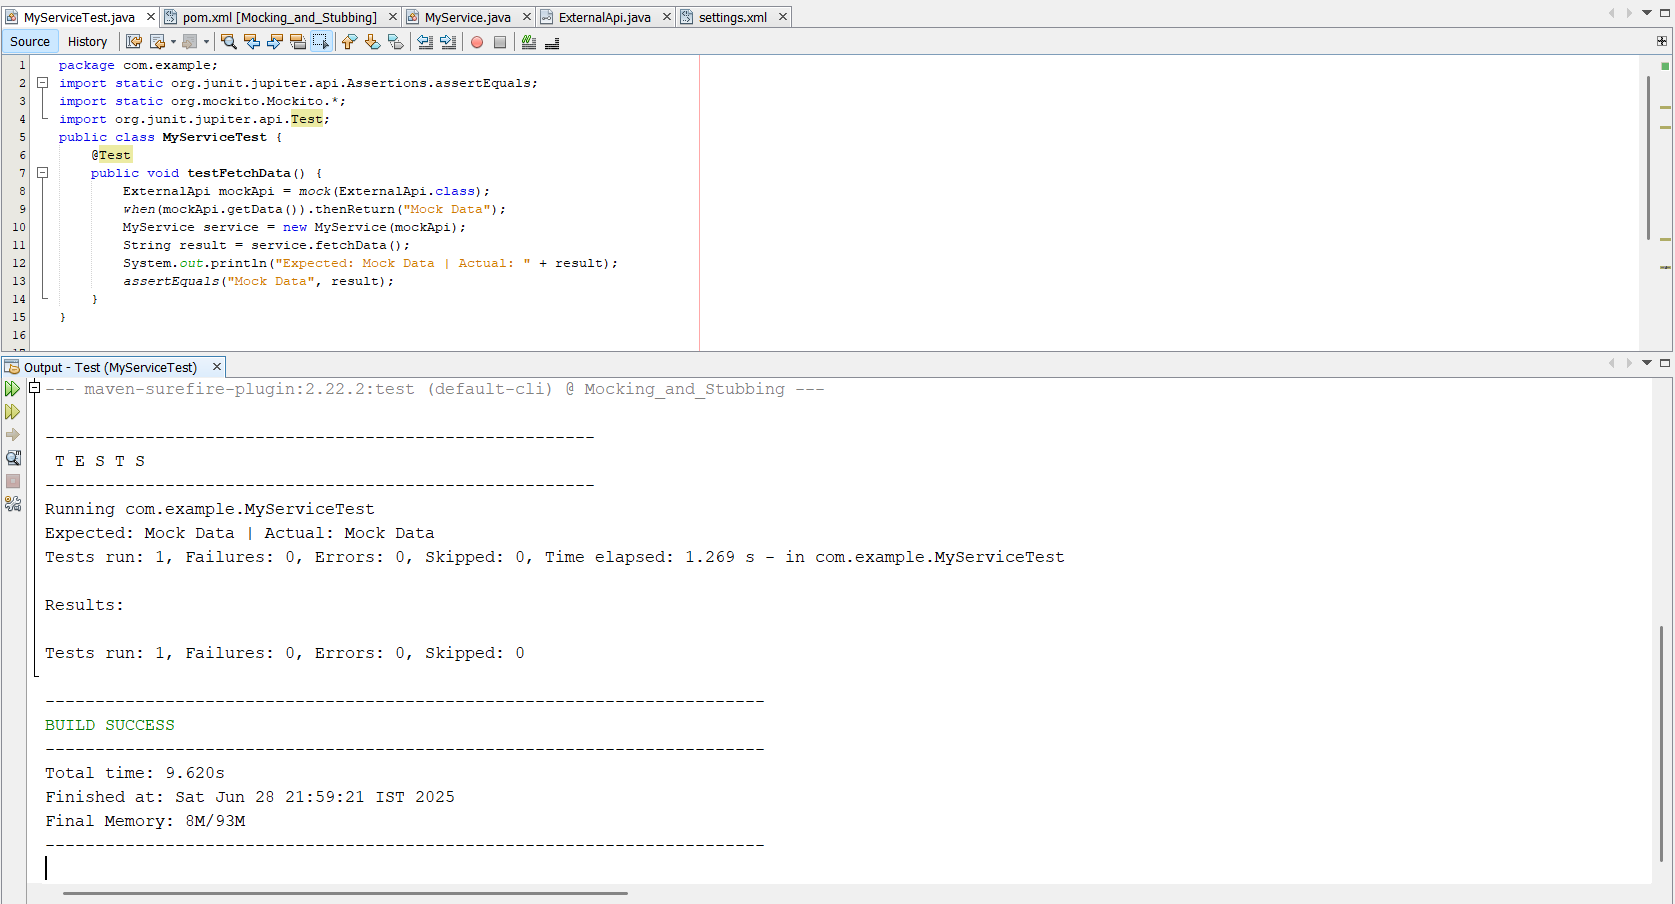 MyServiceTest.java
pom.xml [Mocking_and_Stubbing]
MyService.java
ExternalApi.java
settings.xml
Source
History
1 package com.example;
2 import static org.junit.jupiter.api.Assertions.assertEquals;
3 import static org.mockito.Mockito.*;
4 import org.junit.jupiter.api.Test;
5 public class MyServiceTest {
6 @Test
7 public void testFetchData() {
8 ExternalApi mockApi = mock(ExternalApi.class);
9 when(mockApi.getData()).thenReturn("Mock Data");
10 MyService service = new MyService(mockApi);
11 String result = service.fetchData();
12 System.out.println("Expected: Mock Data | Actual: " + result);
13 assertEquals("Mock Data", result);
14 }
15 }
16
Output - Test (MyServiceTest)
--- maven-surefire-plugin:2.22.2:test (default-cli) @ Mocking_and_Stubbing ---
-------------------------------------------------------
T E S T S
-------------------------------------------------------
Running com.example.MyServiceTest
Expected: Mock Data | Actual: Mock Data
Tests run: 1, Failures: 0, Errors: 0, Skipped: 0, Time elapsed: 1.269 s - in com.example.MyServiceTest
Results:
Tests run: 1, Failures: 0, Errors: 0, Skipped: 0
------------------------------------------------------------------------
BUILD SUCCESS
------------------------------------------------------------------------
Total time: 9.620s
Finished at: Sat Jun 28 21:59:21 IST 2025
Final Memory: 8M/93M
------------------------------------------------------------------------